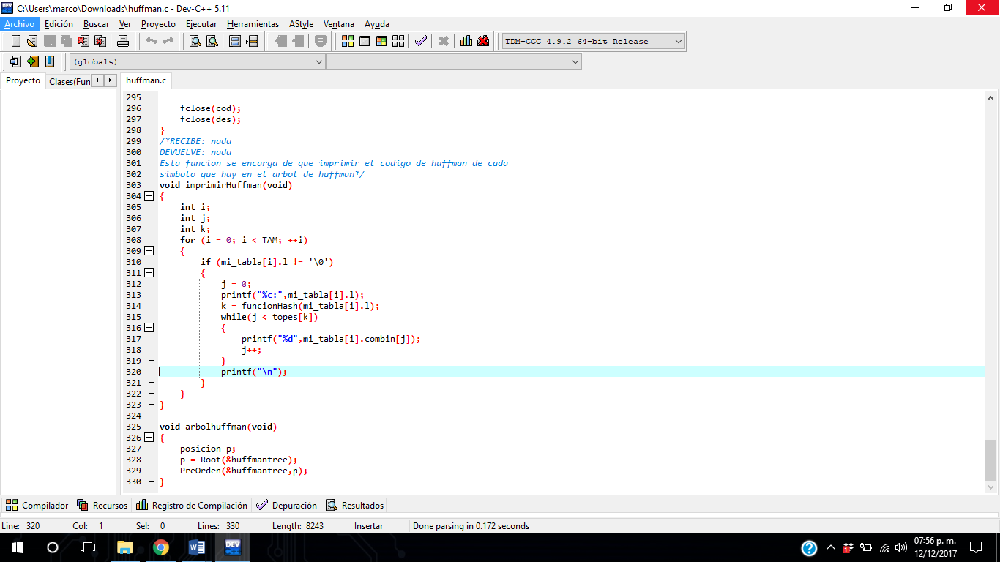 C:\Users\marco\Downloads\huffman.c - Dev-C++ 5.11
Archivo Edición Buscar Ver Proyecto Ejecutar Herramientas AStyle Ventana Ayuda
TDM-GCC 4.9.2 64-bit Release
(globals)
Proyecto Clases(Fun huffman.c
295
296 fclose(cod);
297 fclose(des);
298 }
299 /*RECIBE: nada
300 DEVUELVE: nada
301 Esta funcion se encarga de que imprimir el codigo de huffman de cada
302 simbolo que hay en el arbol de huffman*/
303 void imprimirHuffman(void)
304 {
305 int i;
306 int j;
307 int k;
308 for (i = 0; i < TAM; ++i)
309 {
310 if (mi_tabla[i].l != '\0')
311 {
312 j = 0;
313 printf("%c:",mi_tabla[i].l);
314 k = funcionHash(mi_tabla[i].l);
315 while(j < topes[k])
316 {
317 printf("%d",mi_tabla[i].combin[j]);
318 j++;
319 }
320 printf("\n");
321 }
322 }
323 }
324
325 void arbolhuffman(void)
326 {
327 posicion p;
328 p = Root(&huffmantree);
329 PreOrden(&huffmantree,p);
330 }
Compilador Recursos Registro de Compilación Depuración Resultados
Line: 320 Col: 1 Sel: 0 Lines: 330 Length: 8243 Insertar Done parsing in 0.172 seconds
DEV
07:56 p. m.
12/12/2017